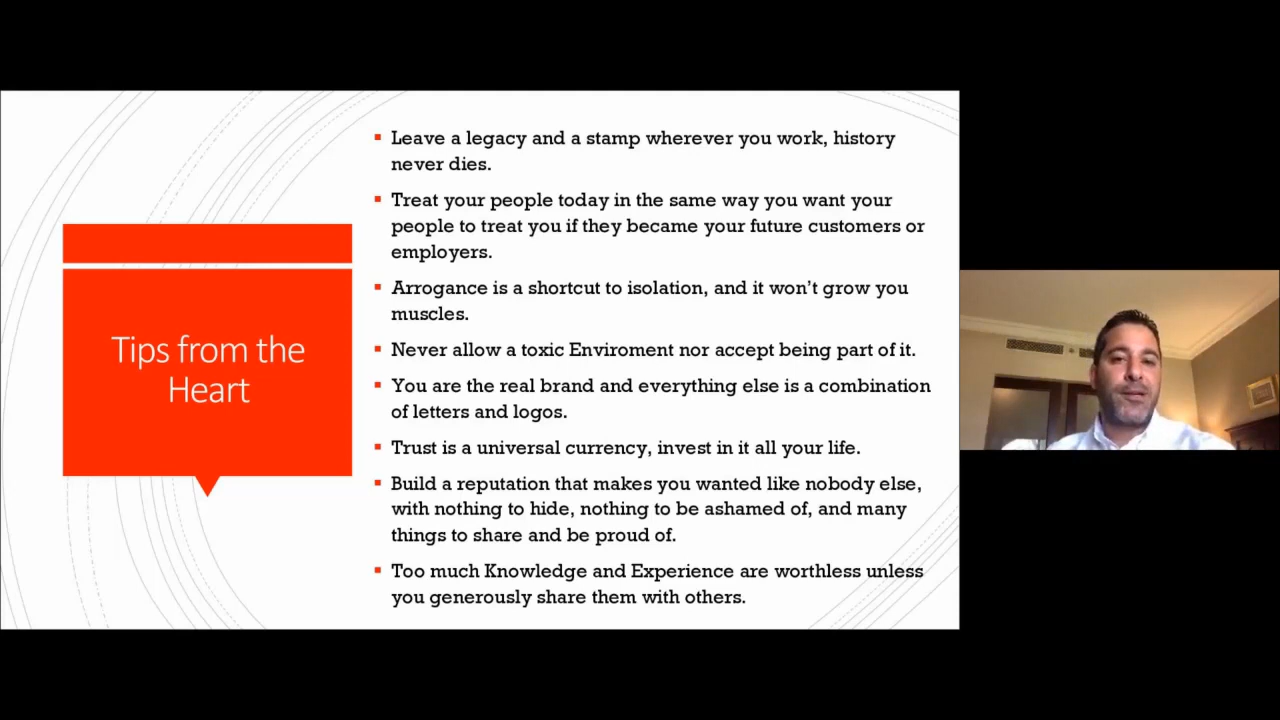 Tips from the
Heart
Leave a legacy and a stamp wherever you work, history
never dies.
Treat your people today in the same way you want your
people to treat you if they became your future customers or
employers.
Arrogance is a shortcut to isolation, and it won't grow you
muscles.
Never allow a toxic Enviroment nor accept being part of it.
You are the real brand and everything else is a combination
of letters and logos.
Trust is a universal currency, invest in it all your life.
Build a reputation that makes you wanted like nobody else,
with nothing to hide, nothing to be ashamed of, and many
things to share and be proud of.
Too much Knowledge and Experience are worthless unless
you generously share them with others.